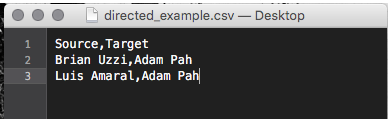 directed_example.csv — Desktop
1 Source,Target
2 Brian Uzzi,Adam Pah
3 Luis Amaral,Adam Pah